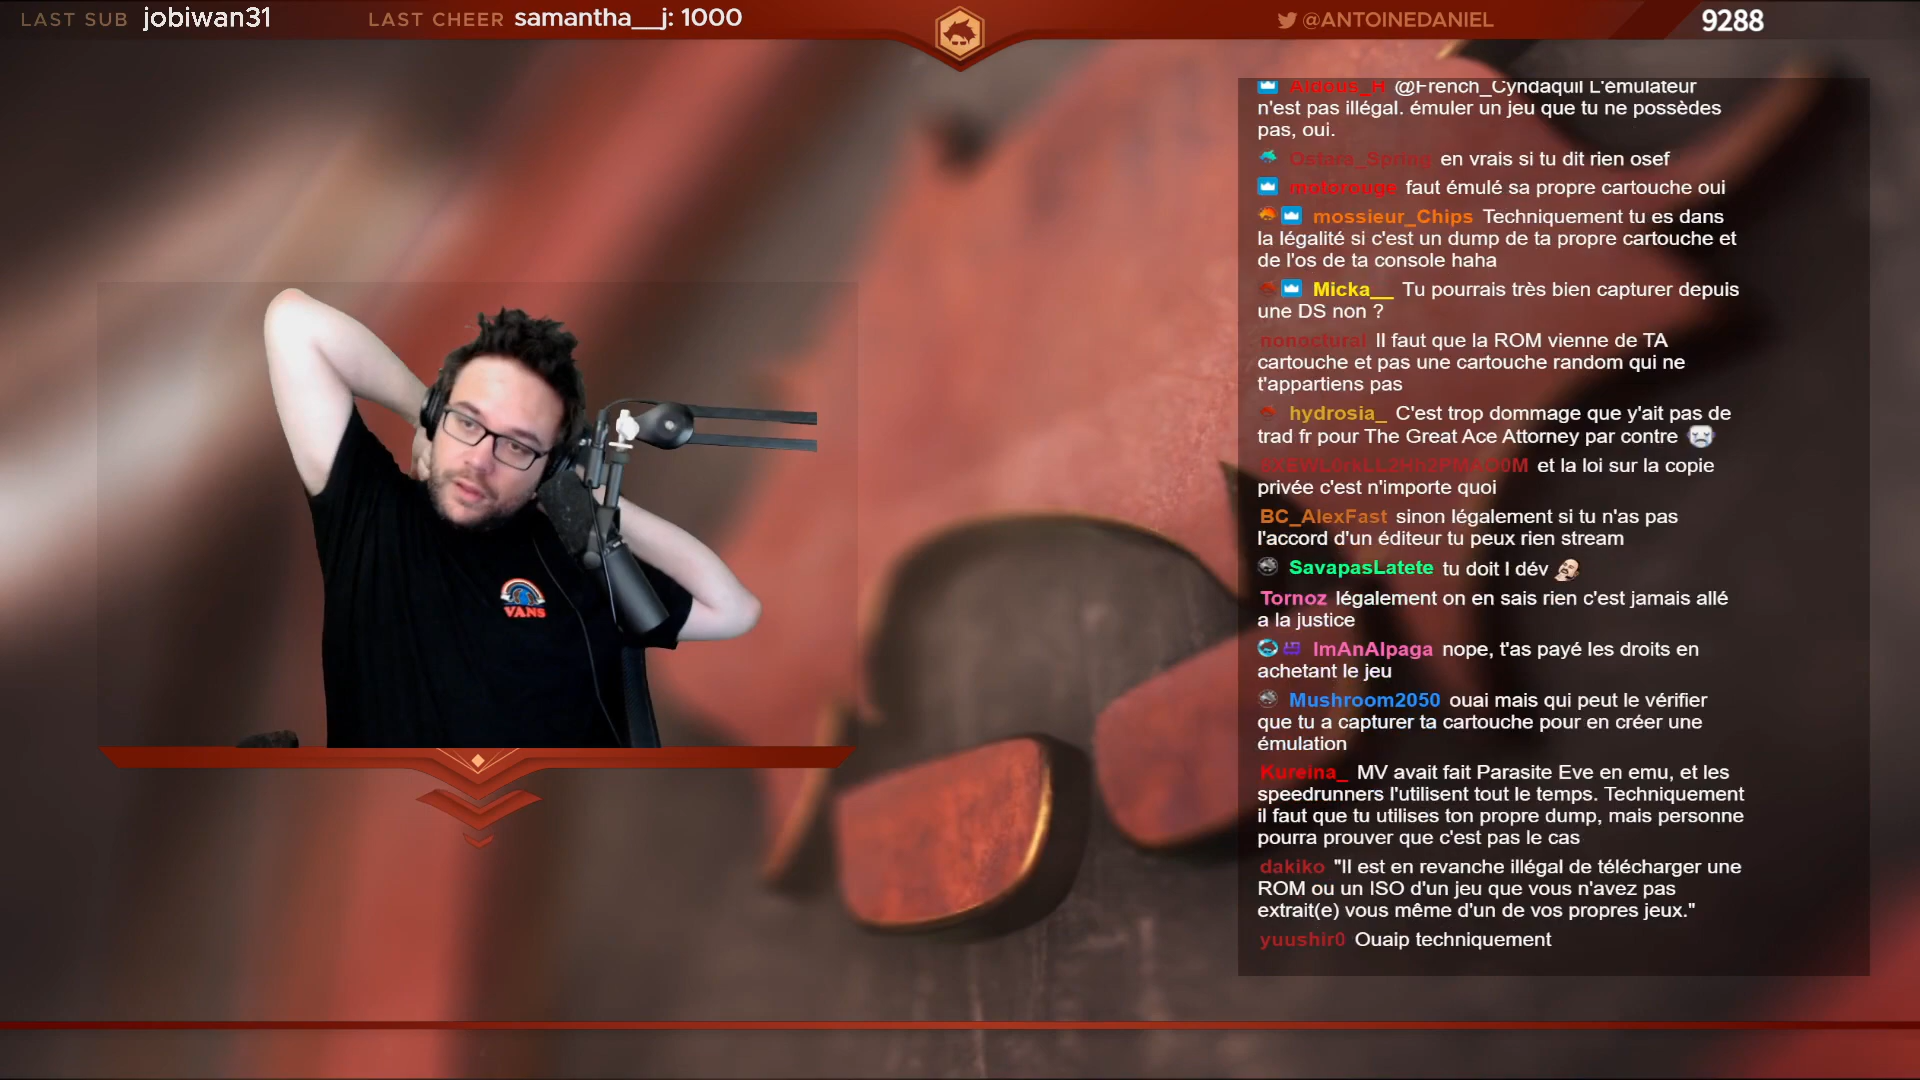 LAST SUB jobiwan31 LAST CHEER samantha__j: 1000 @ANTOINEDANIEL 9288
Aldous_H @French_Cyndaquil L'émulateur
n'est pas illégal. émuler un jeu que tu ne possèdes
pas, oui.
Ostara_Spring en vrais si tu dit rien osef
motorouge faut émulé sa propre cartouche oui
mossieur_Chips Techniquement tu es dans
la légalité si c'est un dump de ta propre cartouche et
de l'os de ta console haha
Micka__ Tu pourrais très bien capturer depuis
une DS non ?
nonoctural Il faut que la ROM vienne de TA
cartouche et pas une cartouche random qui ne
t'appartiens pas
hydrosia_ C'est trop dommage que y'ait pas de
trad fr pour The Great Ace Attorney par contre
et la loi sur la copie
privée c'est n'importe quoi
BC_AlexFast sinon légalement si tu n'as pas
l'accord d'un éditeur tu peux rien stream
SavapasLatete tu doit l dév
Tornoz légalement on en sais rien c'est jamais allé
a la justice
ImAnAlpaga nope, t'as payé les droits en
achetant le jeu
Mushroom2050 ouai mais qui peut le vérifier
que tu a capturer ta cartouche pour en créer une
émulation
Kureina_ MV avait fait Parasite Eve en emu, et les
speedrunners l'utilisent tout le temps. Techniquement
il faut que tu utilises ton propre dump, mais personne
pourra prouver que c'est pas le cas
dakiko "Il est en revanche illégal de télécharger une
ROM ou un ISO d'un jeu que vous n'avez pas
extrait(e) vous même d'un de vos propres jeux."
yuushir0 Ouaip techniquement
VANS